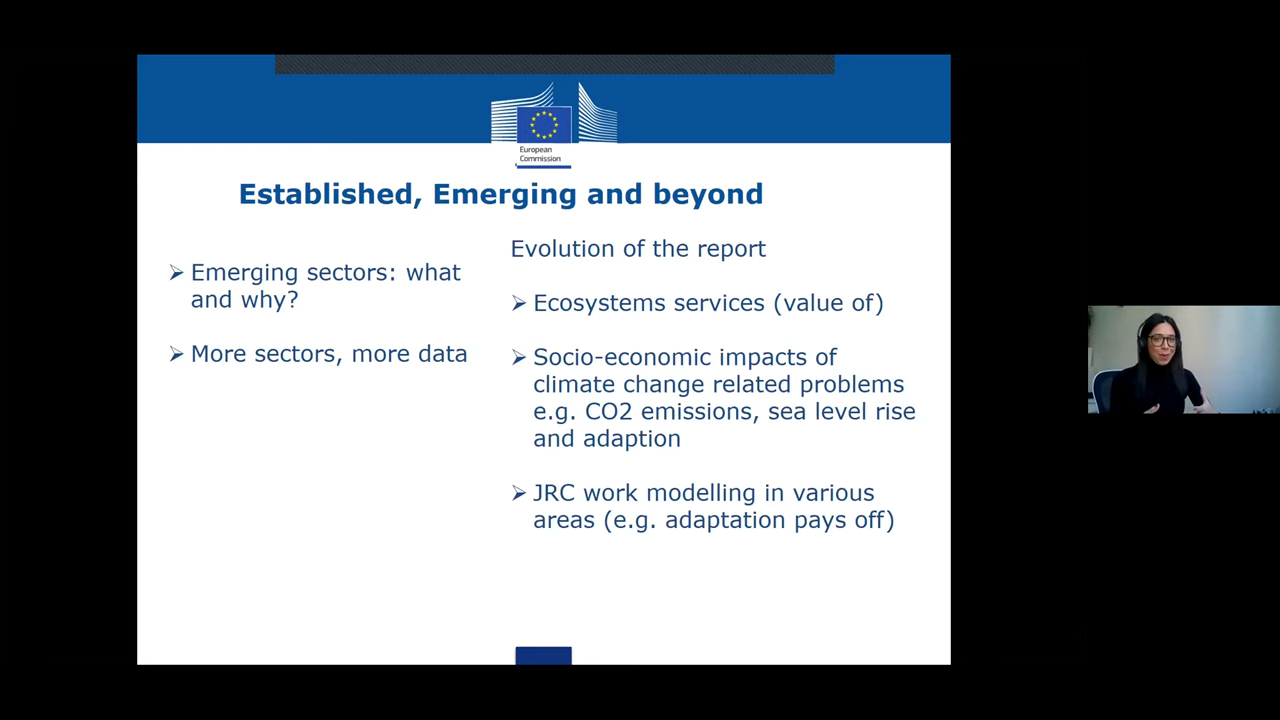 European
Commission
Established, Emerging and beyond
➢ Emerging sectors: what
and why?
➢ More sectors, more data
Evolution of the report
➢ Ecosystems services (value of)
➢ Socio-economic impacts of
climate change related problems
e.g. CO2 emissions, sea level rise
and adaption
➢ JRC work modelling in various
areas (e.g. adaptation pays off)